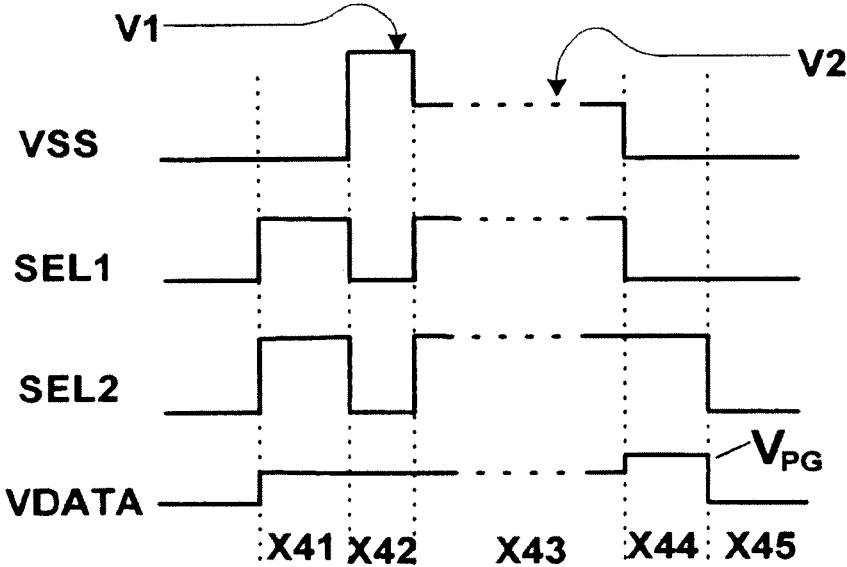 V1
V2
VSS
SEL1
SEL2
VDATA
VPG
X41 X42 X43 X44 X45